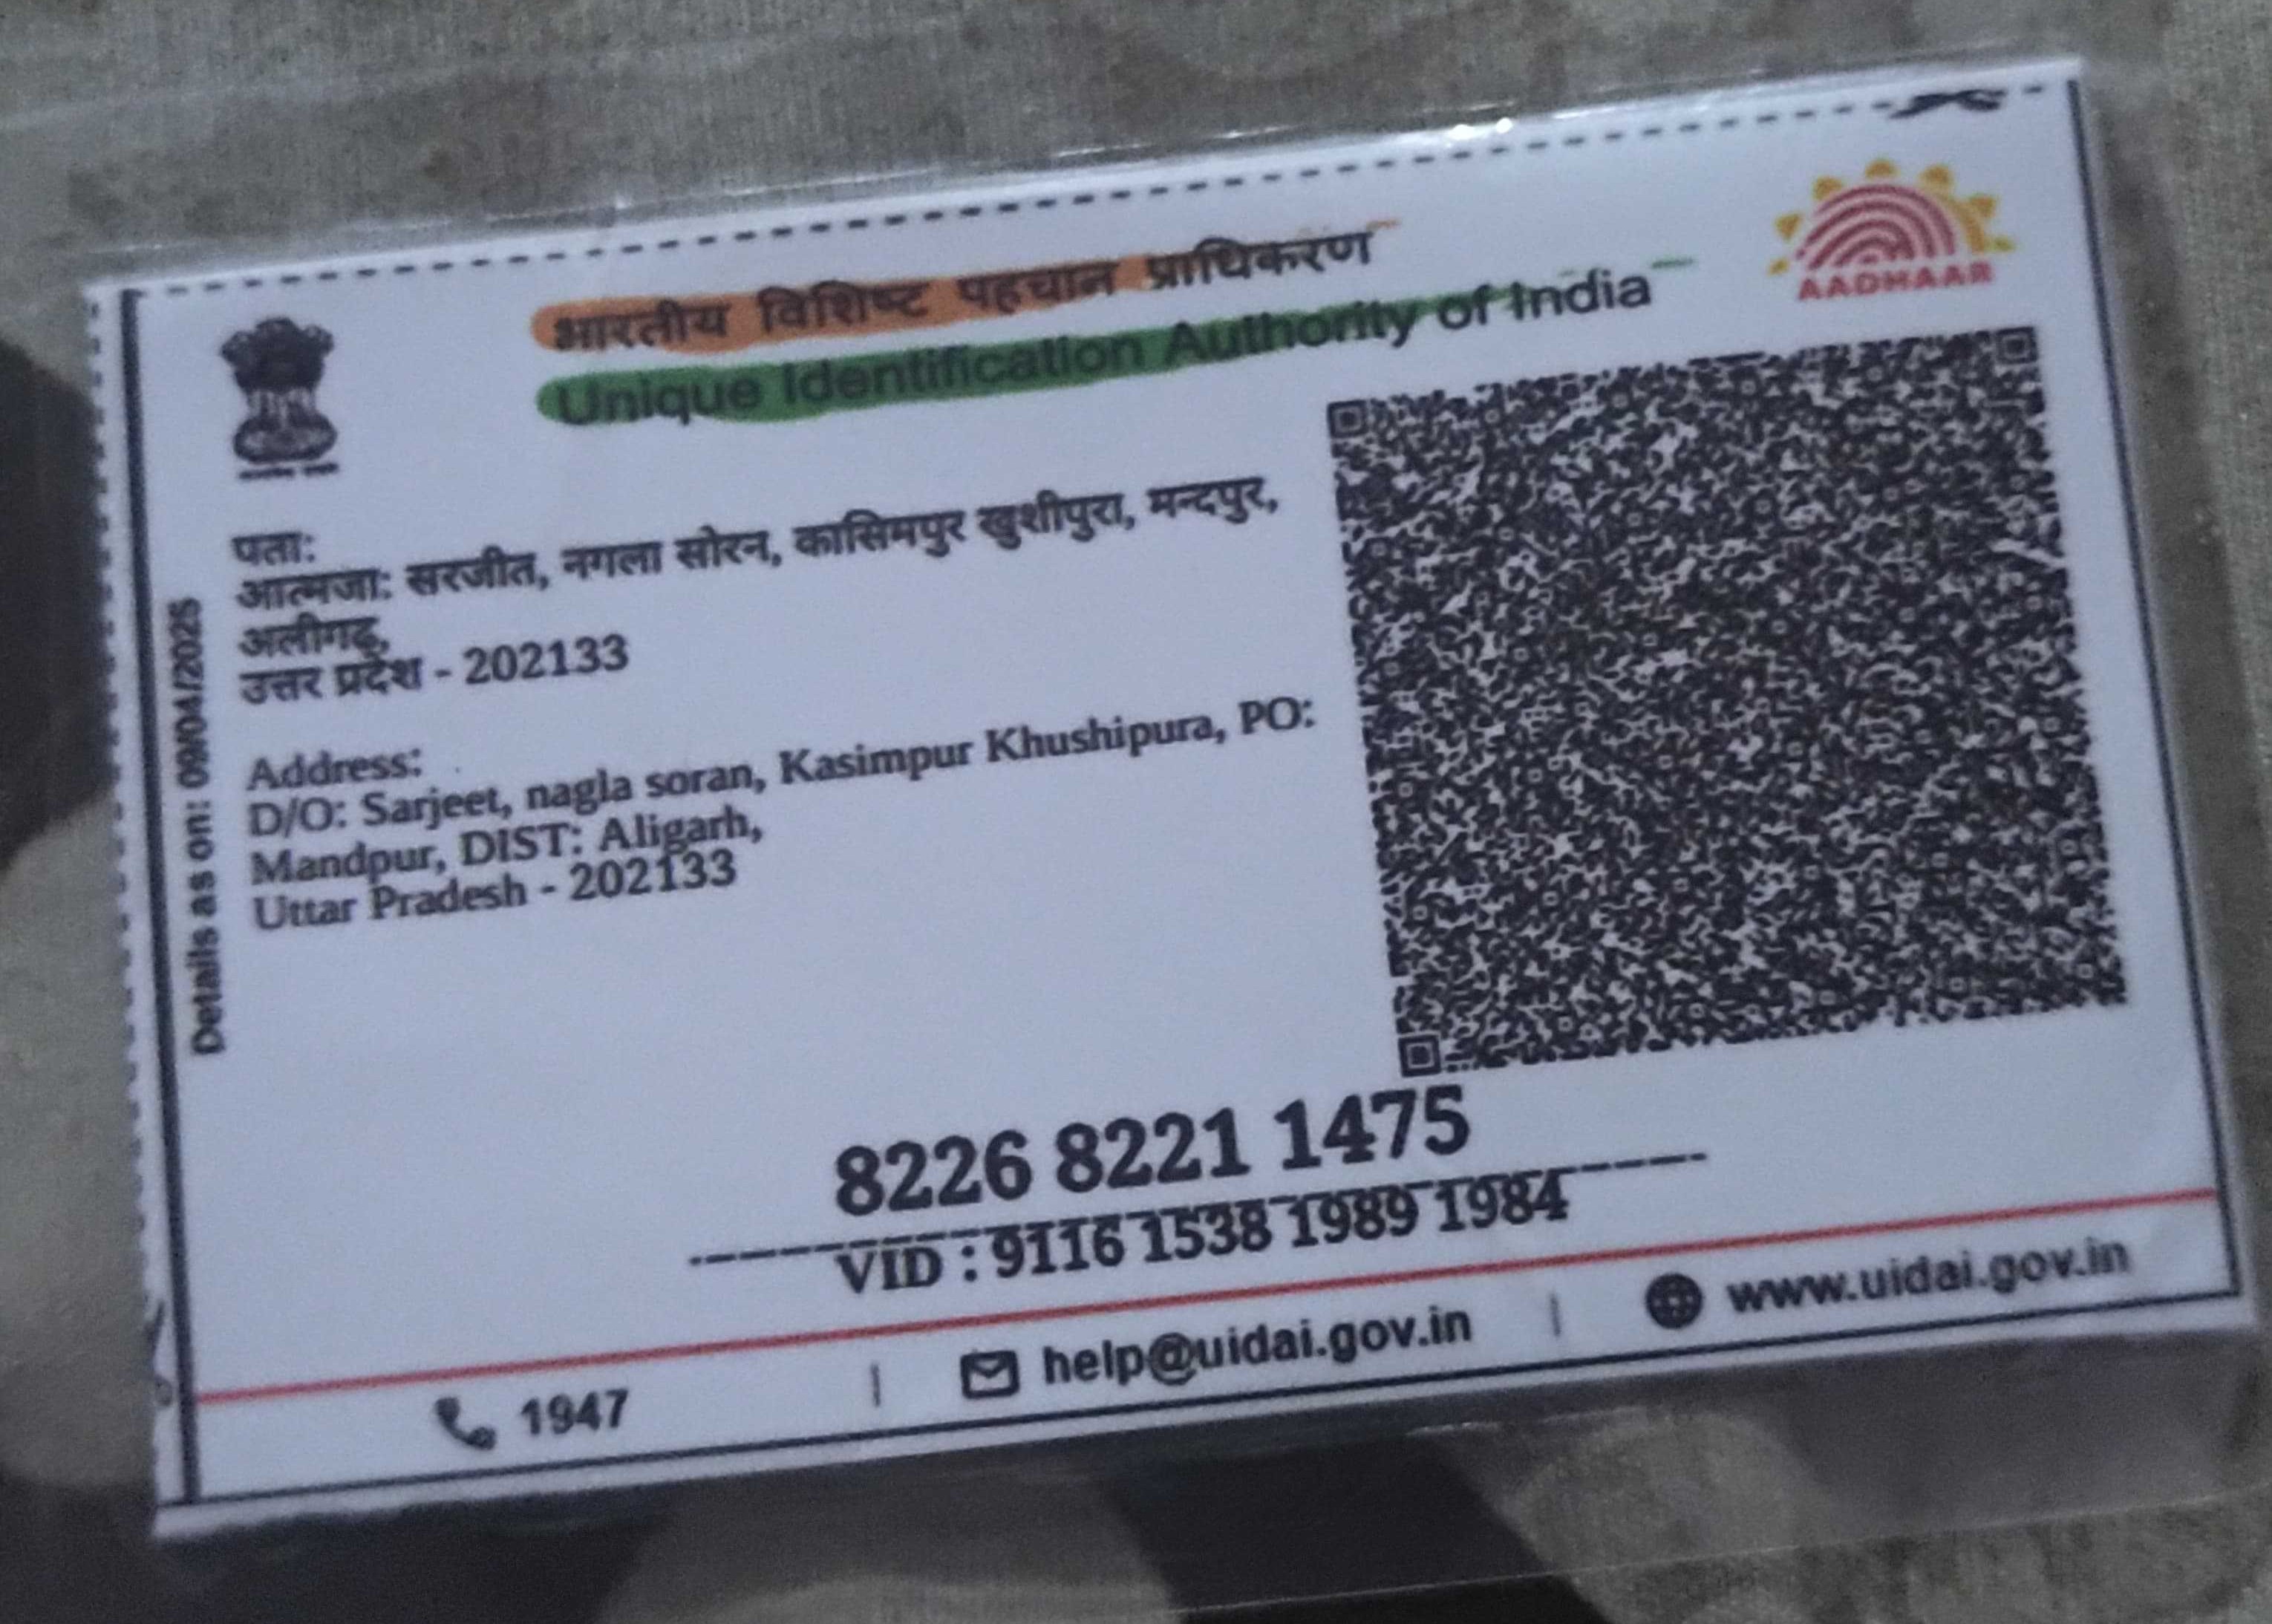 भारतीय विशिष्ट पहचान प्राधिकरण
Unique Identification Authority of India
AADHAAR
Details as on: 09/04/2025
पता:
आत्मजा: सरजीत, नगला सोरन, कासिमपुर खुशीपुरा, मन्दपुर,
अलीगढ़,
उत्तर प्रदेश - 202133
Address:
D/O: Sarjeet, nagla soran, Kasimpur Khushipura, PO:
Mandpur, DIST: Aligarh,
Uttar Pradesh - 202133
8226 8221 1475
VID : 9116 1538 1989 1984
1947 | help@uidai.gov.in | www.uidai.gov.in